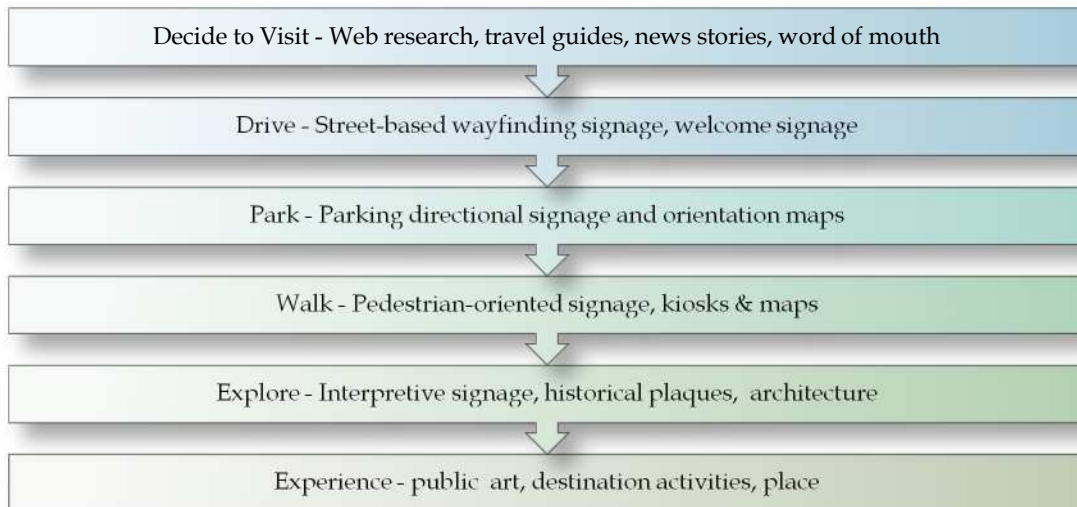 Decide to Visit - Web research, travel guides, news stories, word of mouth
Drive - Street-based wayfinding signage, welcome signage
Park - Parking directional signage and orientation maps
Walk - Pedestrian-oriented signage, kiosks & maps
Explore - Interpretive signage, historical plaques, architecture
Experience - public art, destination activities, place